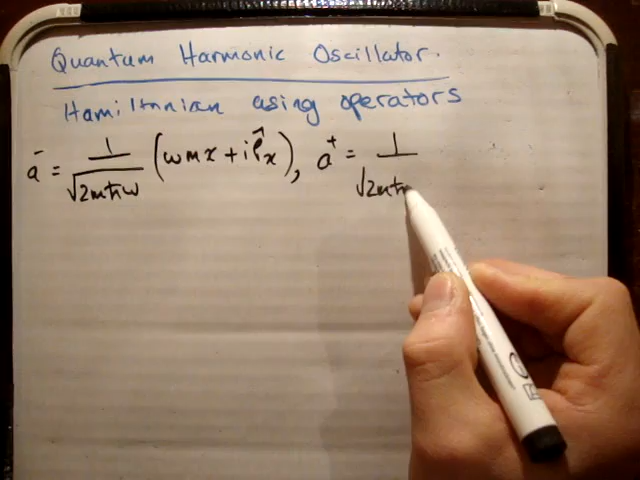 Quantum Harmonic Oscillator.
Hamiltonian using operators
a⁻ = 1/√(2mħω) (ωmx + iP̂ₓ), a⁺ = 1/√(2mħ